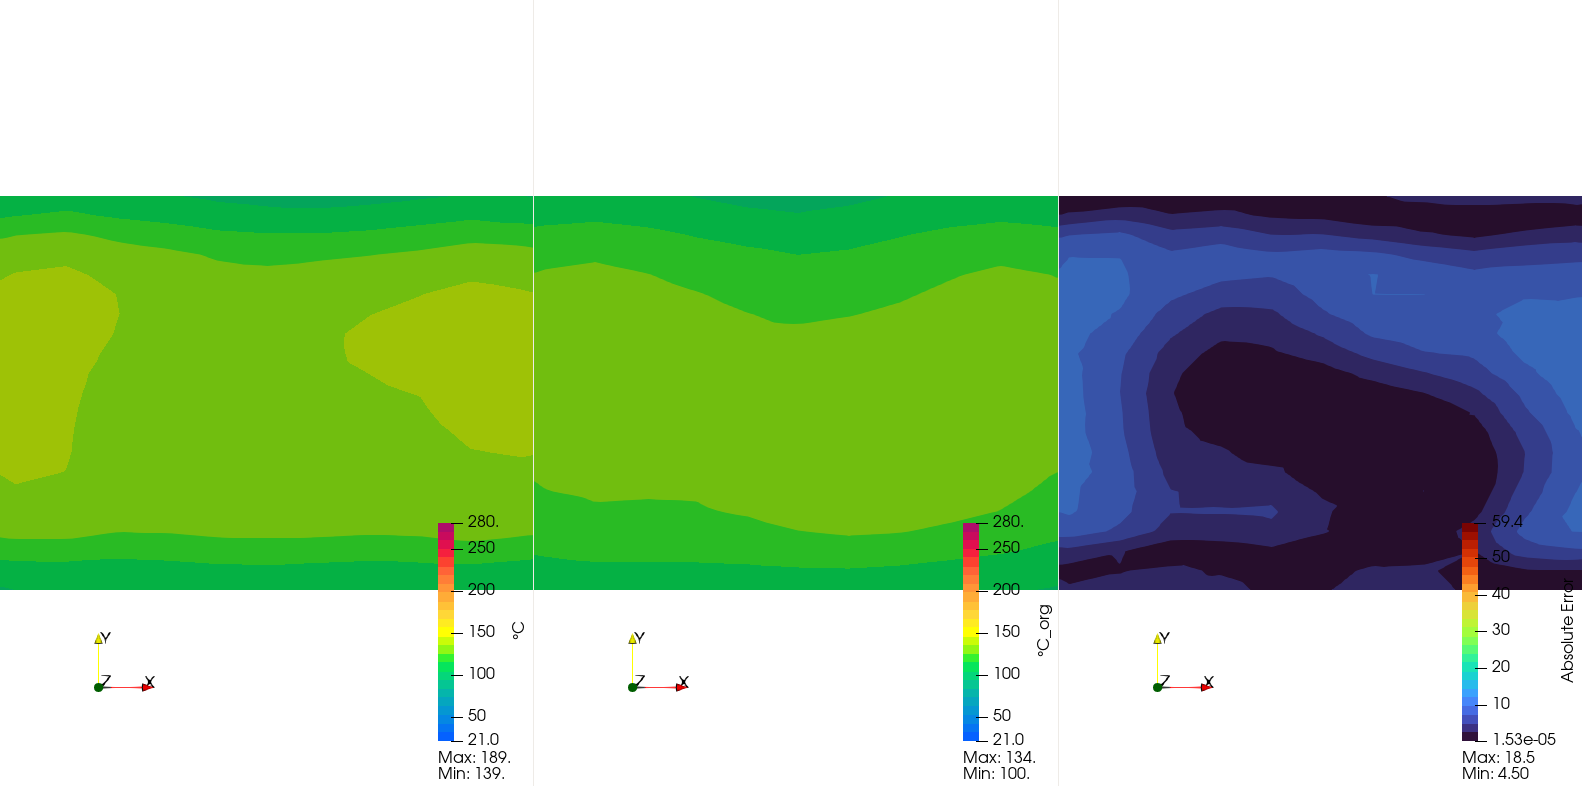 280.
250
200
150
100
50
21.0
°C
Max: 189.
Min: 139.
Y
Z
X
280.
250
200
150
100
50
21.0
°C_org
Max: 134.
Min: 100.
Y
Z
X
59.4
50
40
30
20
10
1.53e-05
Absolute Error
Max: 18.5
Min: 4.50
Y
Z
X